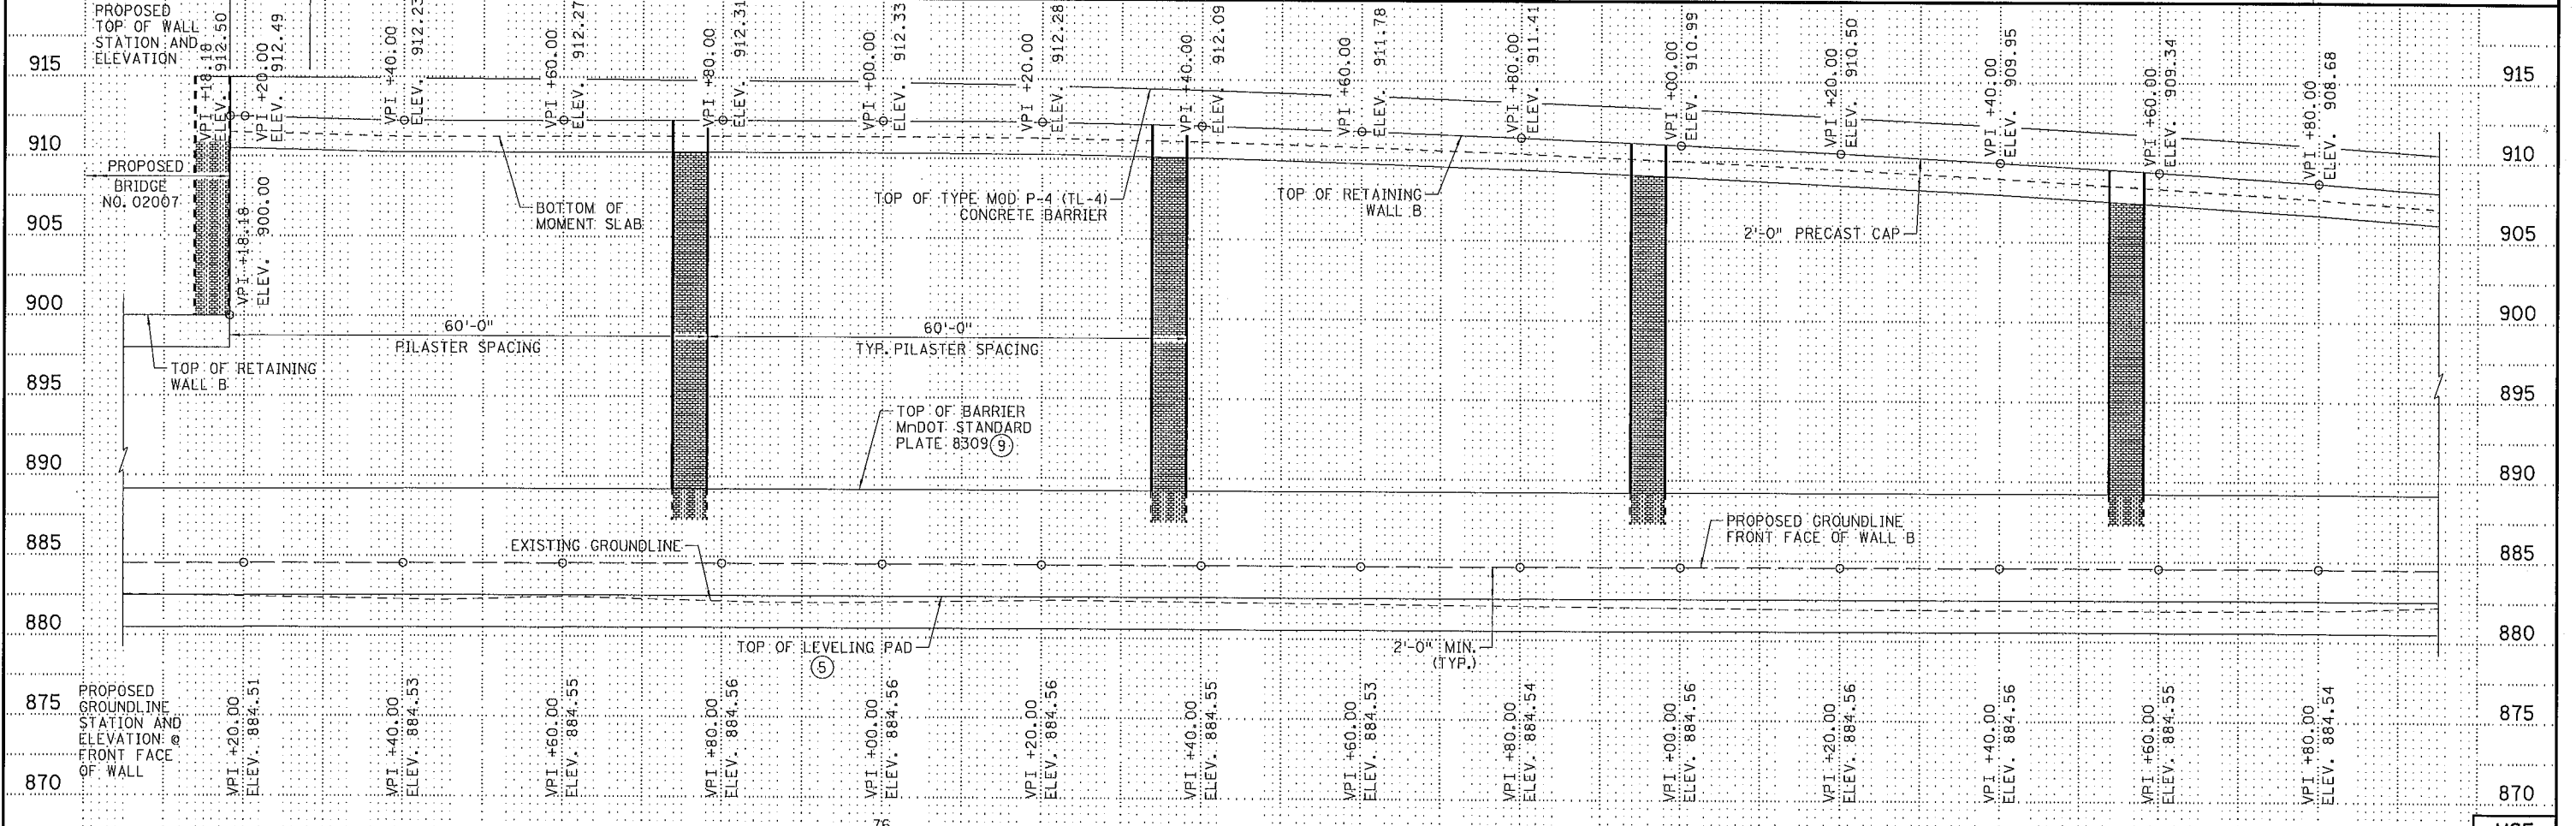 PROPOSED
TOP OF WALL
STATION AND
ELEVATION
VPI +18.18
ELEV. 912.50
VPI +20.00
ELEV. 912.49
VPI +40.00
ELEV. 912.23
VPI +60.00
ELEV. 912.27
VPI +80.00
ELEV. 912.31
VPI +00.00
ELEV. 912.33
VPI +20.00
ELEV. 912.28
VPI +40.00
ELEV. 912.09
VPI +60.00
ELEV. 911.78
VPI +80.00
ELEV. 911.41
VPI +00.00
ELEV. 910.99
VPI +20.00
ELEV. 910.50
VPI +40.00
ELEV. 909.95
VPI +60.00
ELEV. 909.34
VPI +80.00
ELEV. 908.68
915
910
905
900
895
890
885
880
875
870
915
910
905
900
895
890
885
880
875
870
PROPOSED
BRIDGE
NO. 02007
VPI +18.18
ELEV. 900.00
BOTTOM OF
MOMENT SLAB
TOP OF TYPE MOD P-4 (TL-4)
CONCRETE BARRIER
TOP OF RETAINING
WALL B
2'-0" PRECAST CAP
60'-0"
PILASTER SPACING
60'-0"
TYP. PILASTER SPACING
TOP OF RETAINING
WALL B
TOP OF BARRIER
MnDOT STANDARD
PLATE 8309 9
EXISTING GROUNDLINE
PROPOSED GROUNDLINE
FRONT FACE OF WALL B
TOP OF LEVELING PAD
5
2'-0" MIN.
(TYP.)
PROPOSED
GROUNDLINE
STATION AND
ELEVATION @
FRONT FACE
OF WALL
VPI +20.00
ELEV. 884.51
VPI +40.00
ELEV. 884.53
VPI +60.00
ELEV. 884.55
VPI +80.00
ELEV. 884.56
VPI +00.00
ELEV. 884.56
VPI +20.00
ELEV. 884.56
VPI +40.00
ELEV. 884.55
VPI +60.00
ELEV. 884.53
VPI +80.00
ELEV. 884.54
VPI +00.00
ELEV. 884.56
VPI +20.00
ELEV. 884.56
VPI +40.00
ELEV. 884.56
VPI +60.00
ELEV. 884.55
VPI +80.00
ELEV. 884.54